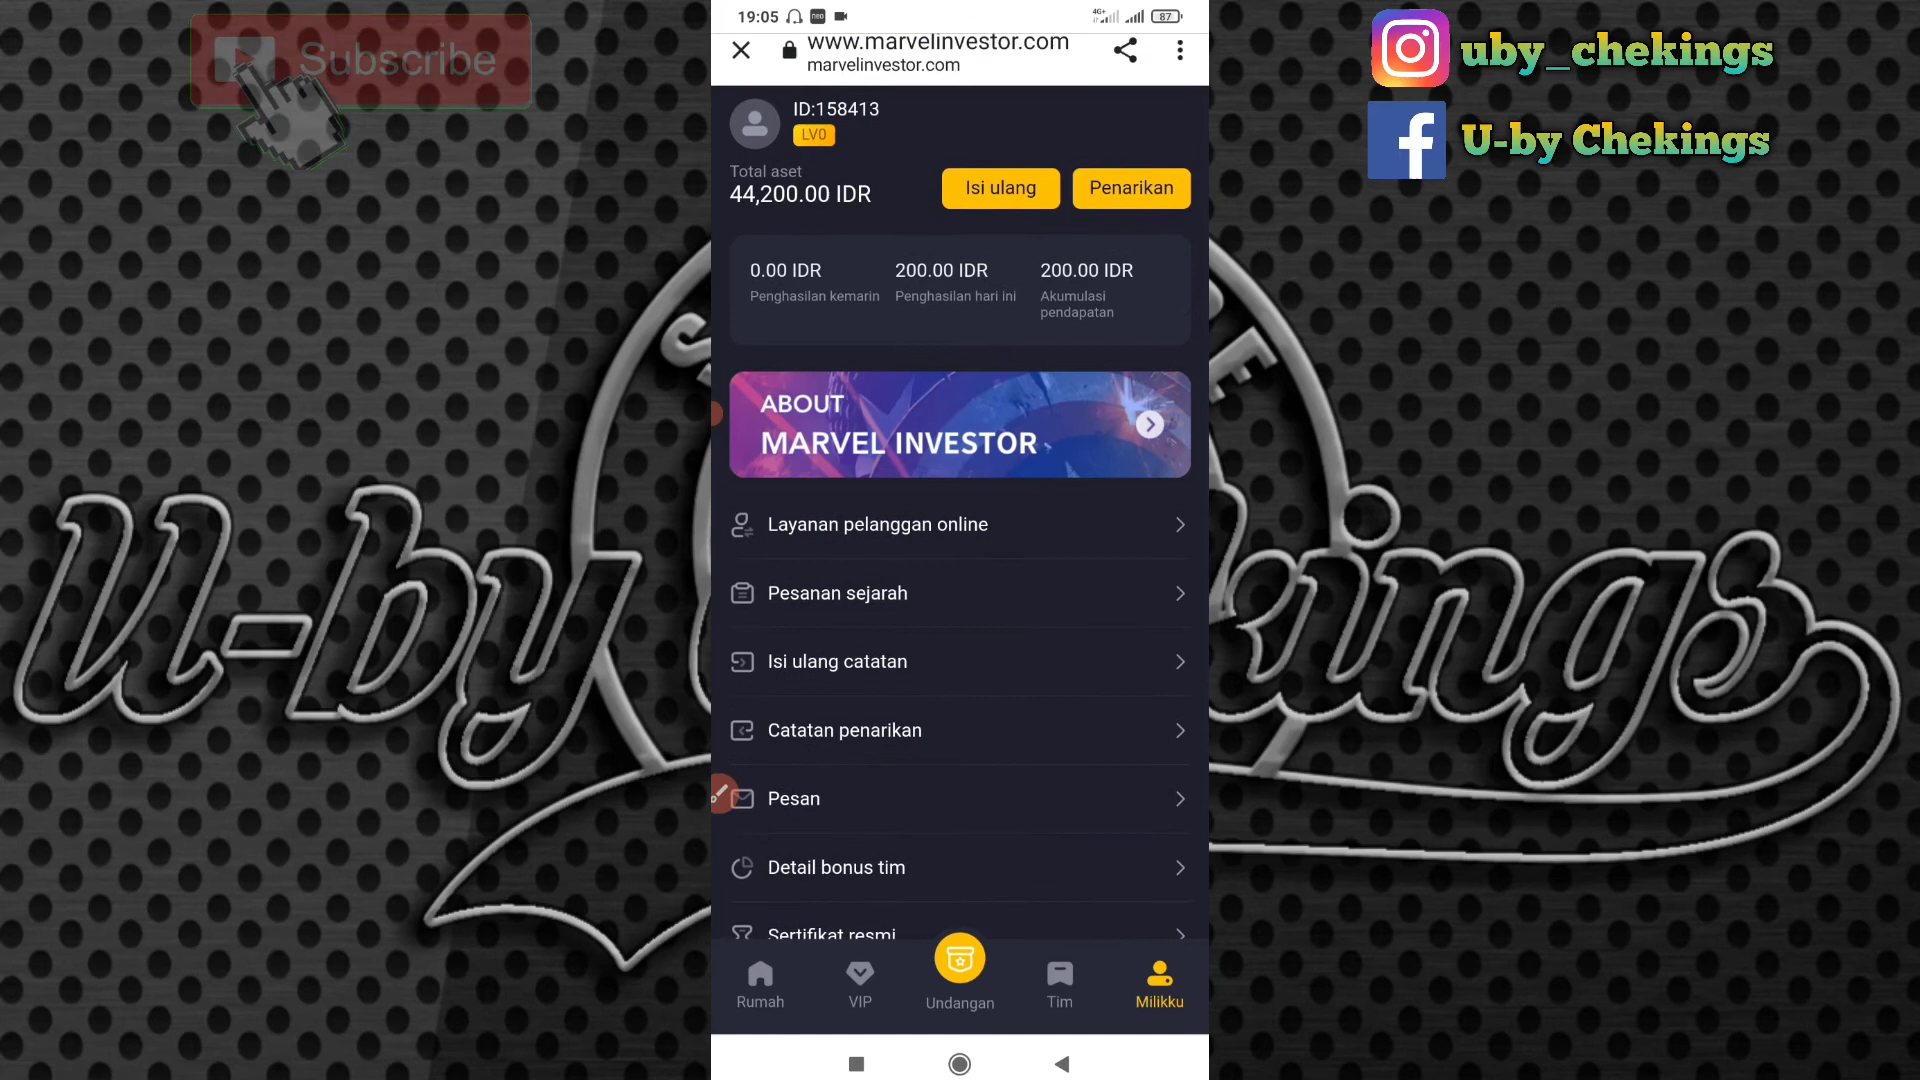 Subscribe
19:05
neo
4G+
87
www.marvelinvestor.com
marvelinvestor.com
uby_chekings
U-by Chekings
ID:158413
LV0
Total aset
44,200.00 IDR
Isi ulang
Penarikan
0.00 IDR
200.00 IDR
200.00 IDR
Penghasilan kemarin
Penghasilan hari ini
Akumulasi
pendapatan
ABOUT
MARVEL INVESTOR
Layanan pelanggan online
Pesanan sejarah
Isi ulang catatan
Catatan penarikan
Pesan
Detail bonus tim
Sertifikat resmi
Rumah
VIP
Undangan
Tim
Milikku
U-by